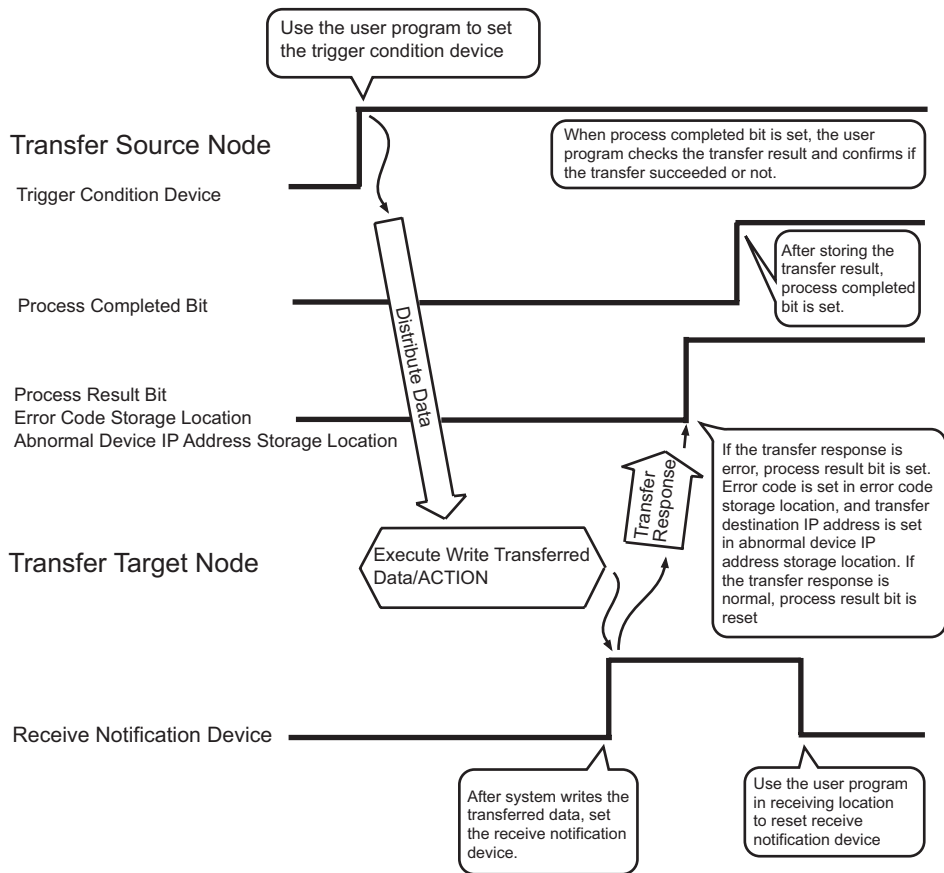 Use the user program to set
the trigger condition device
Transfer Source Node
When process completed bit is set, the user
program checks the transfer result and confirms if
the transfer succeeded or not.
Trigger Condition Device
After storing the
transfer result,
process completed
bit is set.
Process Completed Bit
Distribute Data
Process Result Bit
Error Code Storage Location
Abnormal Device IP Address Storage Location
If the transfer response is
error, process result bit is set.
Error code is set in error code
storage location, and transfer
destination IP address is set
in abnormal device IP
address storage location. If
the transfer response is
normal, process result bit is
reset
Transfer
Response
Transfer Target Node
Execute Write Transferred
Data/ACTION
Receive Notification Device
After system writes the
transferred data, set
the receive notification
device.
Use the user program
in receiving location
to reset receive
notification device